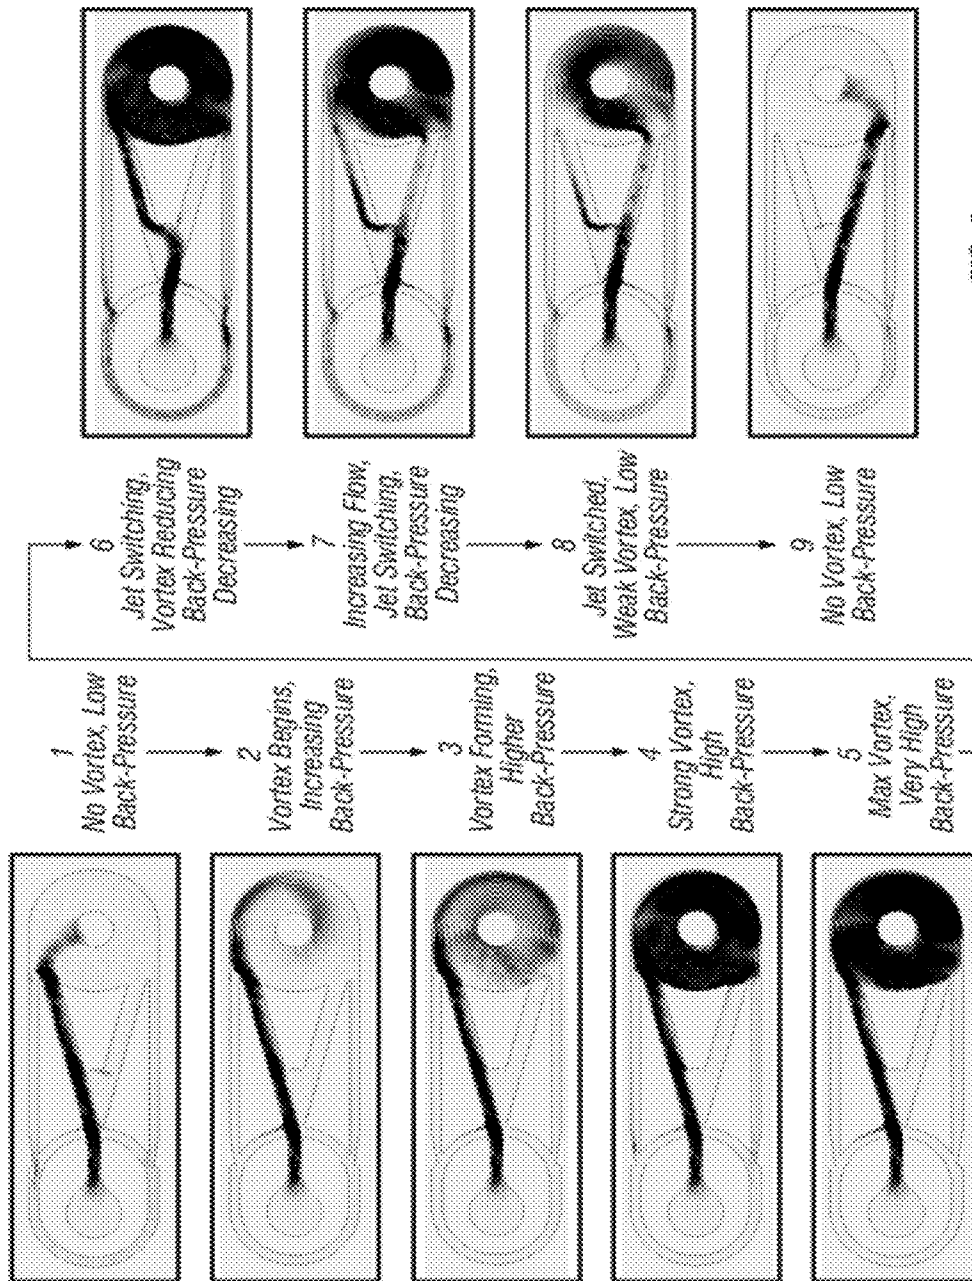 1
No Vortex, Low
Back-Pressure
2
Vortex Begins,
Increasing
Back-Pressure
3
Vortex Forming,
Higher
Back-Pressure
4
Strong Vortex,
High
Back-Pressure
5
Max Vortex,
Very High
Back-Pressure
6
Jet Switching,
Vortex Reducing
Back-Pressure
Decreasing
7
Increasing Flow,
Jet Switching,
Back-Pressure
Decreasing
8
Jet Switched,
Weak Vortex, Low
Back-Pressure
9
No Vortex, Low
Back-Pressure